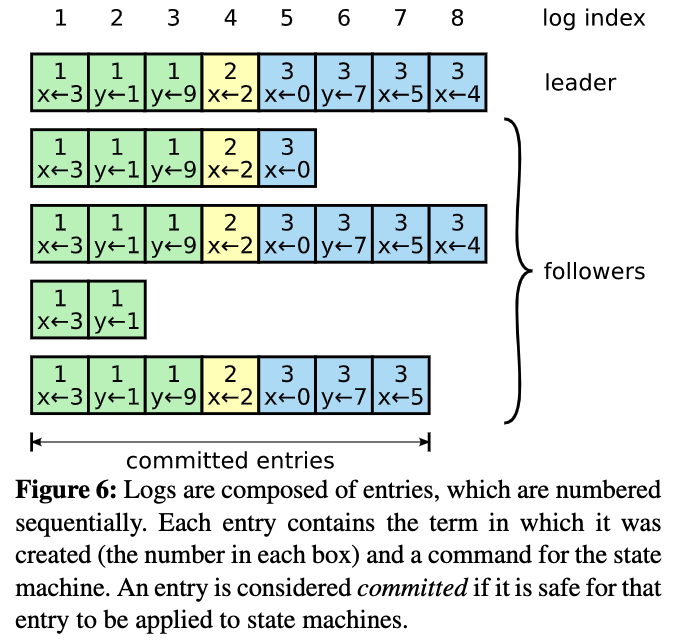 1 2 3 4 5 6 7 8 log index
1 1 1 2 3 3 3 3
x←3 y←1 y←9 x←2 x←0 y←7 x←5 x←4
leader
1 1 1 2 3
x←3 y←1 y←9 x←2 x←0
1 1 1 2 3 3 3 3
x←3 y←1 y←9 x←2 x←0 y←7 x←5 x←4
followers
1 1
x←3 y←1
1 1 1 2 3 3 3
x←3 y←1 y←9 x←2 x←0 y←7 x←5
committed entries
Figure 6: Logs are composed of entries, which are numbered
sequentially. Each entry contains the term in which it was
created (the number in each box) and a command for the state
machine. An entry is considered committed if it is safe for that
entry to be applied to state machines.